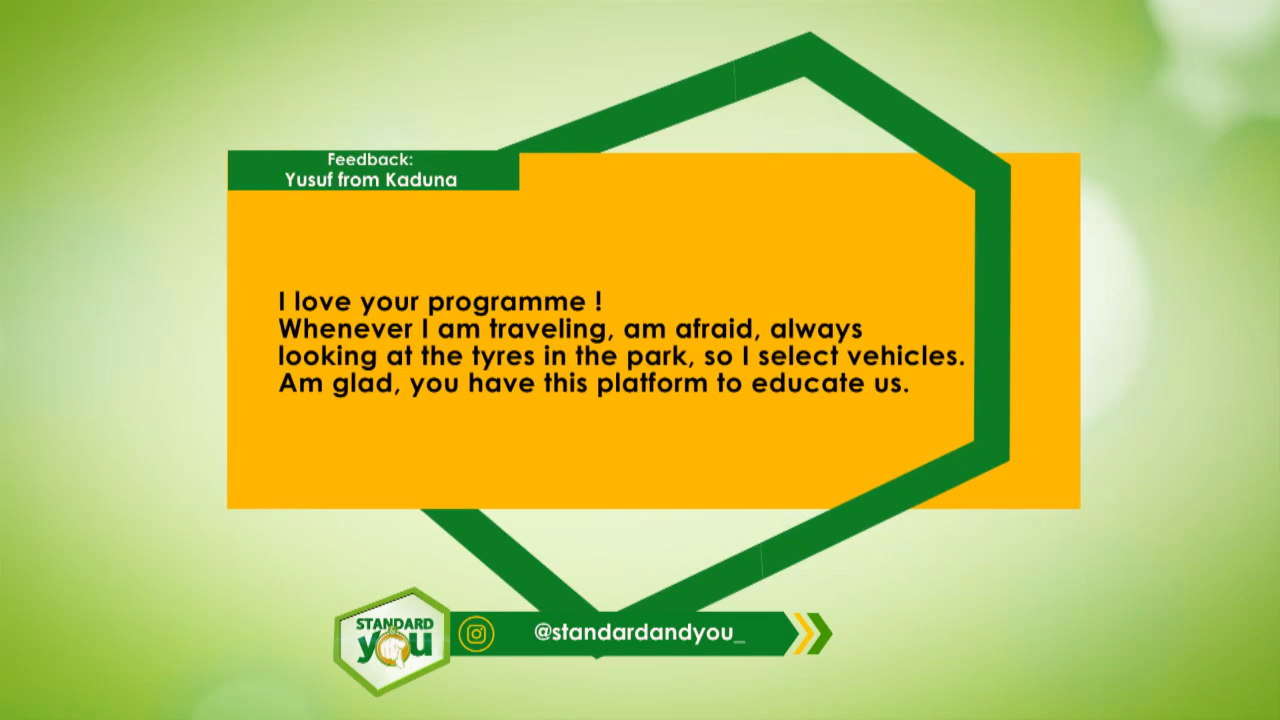 Feedback:
Yusuf from Kaduna
I love your programme !
Whenever I am traveling, am afraid, always
looking at the tyres in the park, so I select vehicles.
Am glad, you have this platform to educate us.
STANDARD
you
@standardandyou_